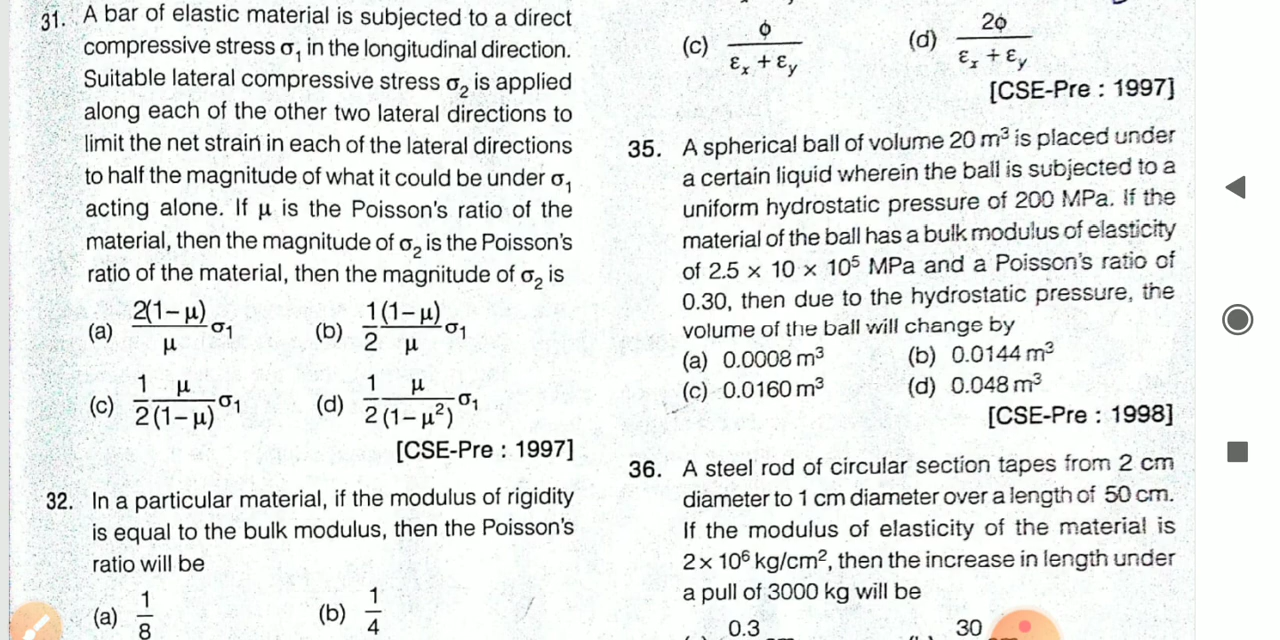 31. A bar of elastic material is subjected to a direct
compressive stress σ₁ in the longitudinal direction.
Suitable lateral compressive stress σ₂ is applied
along each of the other two lateral directions to
limit the net strain in each of the lateral directions
to half the magnitude of what it could be under σ₁
acting alone. If μ is the Poisson's ratio of the
material, then the magnitude of σ₂ is the Poisson's
ratio of the material, then the magnitude of σ₂ is
(a) 2(1−μ)/μ σ₁ (b) 1/2 (1−μ)/μ σ₁
(c) 1/2 μ/(1−μ) σ₁ (d) 1/2 μ/(1−μ²) σ₁
[CSE-Pre : 1997]
32. In a particular material, if the modulus of rigidity
is equal to the bulk modulus, then the Poisson's
ratio will be
(a) 1/8 (b) 1/4
(c) ϕ/(εₓ + εy) (d) 2ϕ/(εₓ + εy)
[CSE-Pre : 1997]
35. A spherical ball of volume 20 m³ is placed under
a certain liquid wherein the ball is subjected to a
uniform hydrostatic pressure of 200 MPa. If the
material of the ball has a bulk modulus of elasticity
of 2.5 × 10 × 10⁵ MPa and a Poisson's ratio of
0.30, then due to the hydrostatic pressure, the
volume of the ball will change by
(a) 0.0008 m³ (b) 0.0144 m³
(c) 0.0160 m³ (d) 0.048 m³
[CSE-Pre : 1998]
36. A steel rod of circular section tapes from 2 cm
diameter to 1 cm diameter over a length of 50 cm.
If the modulus of elasticity of the material is
2× 10⁶ kg/cm², then the increase in length under
a pull of 3000 kg will be
0.3 30